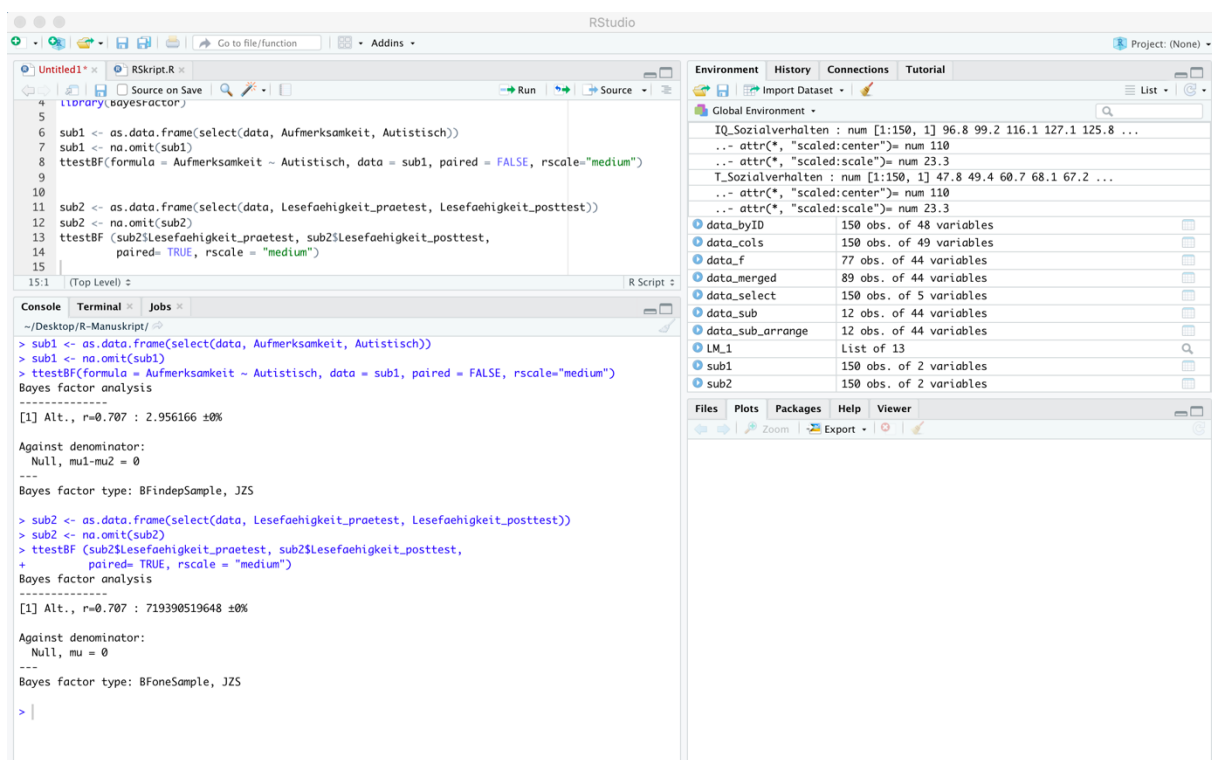 RStudio
Go to file/function
Addins
Project: (None)
Untitled1*
RSkript.R
Source on Save
Run
Source
4 library(BayesFactor)
5
6 sub1 <- as.data.frame(select(data, Aufmerksamkeit, Autistisch))
7 sub1 <- na.omit(sub1)
8 ttestBF(formula = Aufmerksamkeit ~ Autistisch, data = sub1, paired = FALSE, rscale="medium")
9
10
11 sub2 <- as.data.frame(select(data, Lesefaehigkeit_praetest, Lesefaehigkeit_posttest))
12 sub2 <- na.omit(sub2)
13 ttestBF (sub2$Lesefaehigkeit_praetest, sub2$Lesefaehigkeit_posttest,
14 paired= TRUE, rscale = "medium")
15
15:1 (Top Level) R Script
Console Terminal Jobs
~/Desktop/R-Manuskript/
> sub1 <- as.data.frame(select(data, Aufmerksamkeit, Autistisch))
> sub1 <- na.omit(sub1)
> ttestBF(formula = Aufmerksamkeit ~ Autistisch, data = sub1, paired = FALSE, rscale="medium")
Bayes factor analysis
--------------
[1] Alt., r=0.707 : 2.956166 ±0%
Against denominator:
Null, mu1-mu2 = 0
---
Bayes factor type: BFindepSample, JZS
> sub2 <- as.data.frame(select(data, Lesefaehigkeit_praetest, Lesefaehigkeit_posttest))
> sub2 <- na.omit(sub2)
> ttestBF (sub2$Lesefaehigkeit_praetest, sub2$Lesefaehigkeit_posttest,
+ paired= TRUE, rscale = "medium")
Bayes factor analysis
--------------
[1] Alt., r=0.707 : 719390519648 ±0%
Against denominator:
Null, mu = 0
---
Bayes factor type: BFoneSample, JZS
>
Environment History Connections Tutorial
Import Dataset
List
Global Environment
IQ_Sozialverhalten : num [1:150, 1] 96.8 99.2 116.1 127.1 125.8 ...
..- attr(*, "scaled:center")= num 110
..- attr(*, "scaled:scale")= num 23.3
T_Sozialverhalten : num [1:150, 1] 47.8 49.4 60.7 68.1 67.2 ...
..- attr(*, "scaled:center")= num 110
..- attr(*, "scaled:scale")= num 23.3
data_byID 150 obs. of 48 variables
data_cols 150 obs. of 49 variables
data_f 77 obs. of 44 variables
data_merged 89 obs. of 44 variables
data_select 150 obs. of 5 variables
data_sub 12 obs. of 44 variables
data_sub_arrange 12 obs. of 44 variables
LM_1 List of 13
sub1 150 obs. of 2 variables
sub2 150 obs. of 2 variables
Files Plots Packages Help Viewer
Zoom
Export